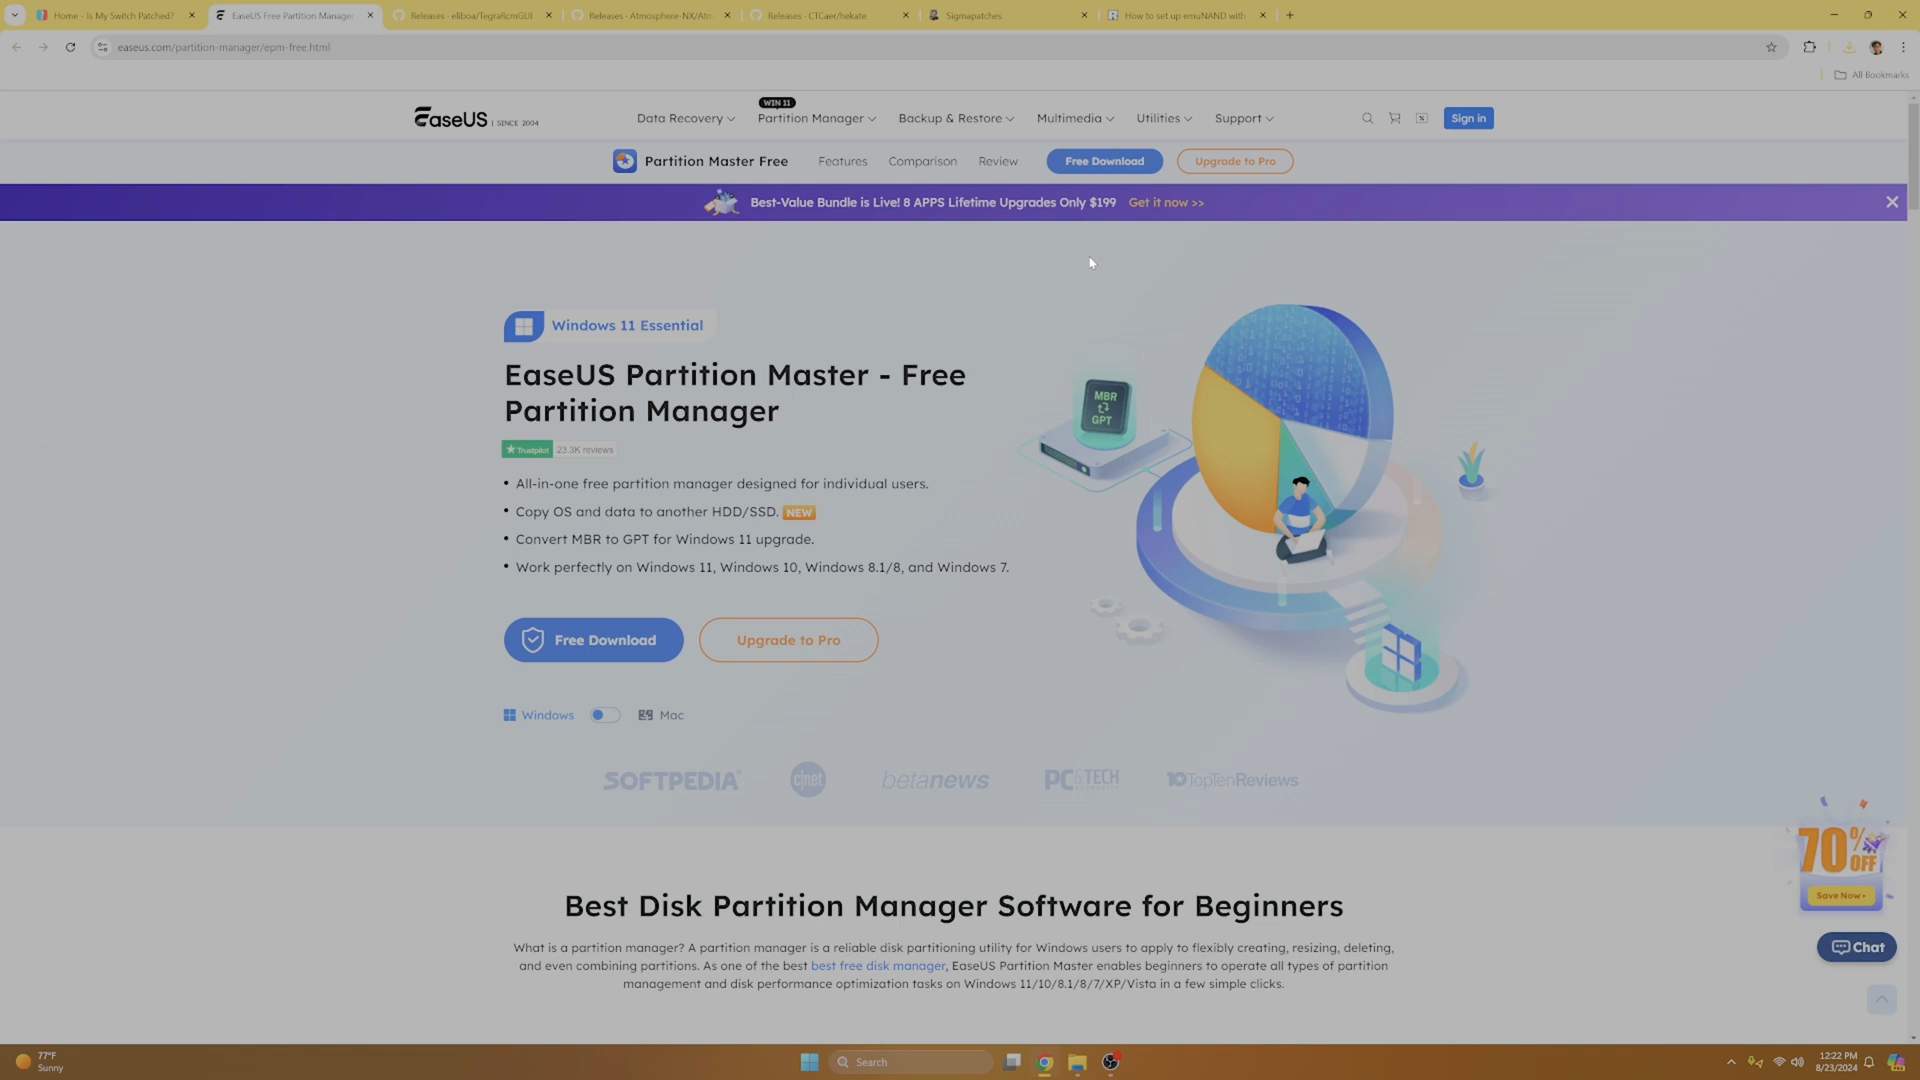 Home - Is My Switch Patched?
EaseUS Free Partition Manager
Releases · eliboa/TegraRcmGUI
Releases · Atmosphere-NX/Atm
Releases · CTCaer/hekate
Sigmapatches
How to set up emuNAND with
easeus.com/partition-manager/epm-free.html
All Bookmarks
EaseUS | SINCE 2004
Data Recovery
WIN 11
Partition Manager
Backup & Restore
Multimedia
Utilities
Support
Sign in
Partition Master Free
Features
Comparison
Review
Free Download
Upgrade to Pro
Best-Value Bundle is Live! 8 APPS Lifetime Upgrades Only $199 Get it now >>
Windows 11 Essential
EaseUS Partition Master - Free
Partition Manager
Trustpilot 23.3K reviews
• All-in-one free partition manager designed for individual users.
• Copy OS and data to another HDD/SSD. NEW
• Convert MBR to GPT for Windows 11 upgrade.
• Work perfectly on Windows 11, Windows 10, Windows 8.1/8, and Windows 7.
MBR
GPT
Free Download
Upgrade to Pro
Windows
Mac
SOFTPEDIA
c|net
betanews
PC & TECH
10TopTenReviews
70% OFF
Save Now
Chat
Best Disk Partition Manager Software for Beginners
What is a partition manager? A partition manager is a reliable disk partitioning utility for Windows users to apply to flexibly creating, resizing, deleting,
and even combining partitions. As one of the best best free disk manager, EaseUS Partition Master enables beginners to operate all types of partition
management and disk performance optimization tasks on Windows 11/10/8.1/8/7/XP/Vista in a few simple clicks.
77°F
Sunny
Search
12:22 PM
8/23/2024